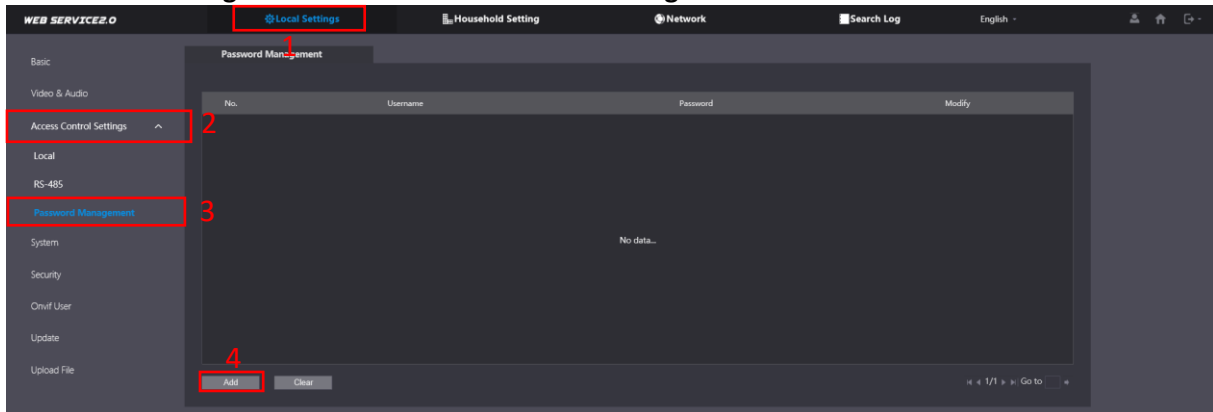 WEB SERVICE2.0 Local Settings Household Setting Network Search Log English
1
Basic
Password Management
Video & Audio
No. Username Password Modify
Access Control Settings 2
Local
RS-485
Password Management 3
System
No data...
Security
Onvif User
Update
4
Upload File
Add Clear 1/1 Go to